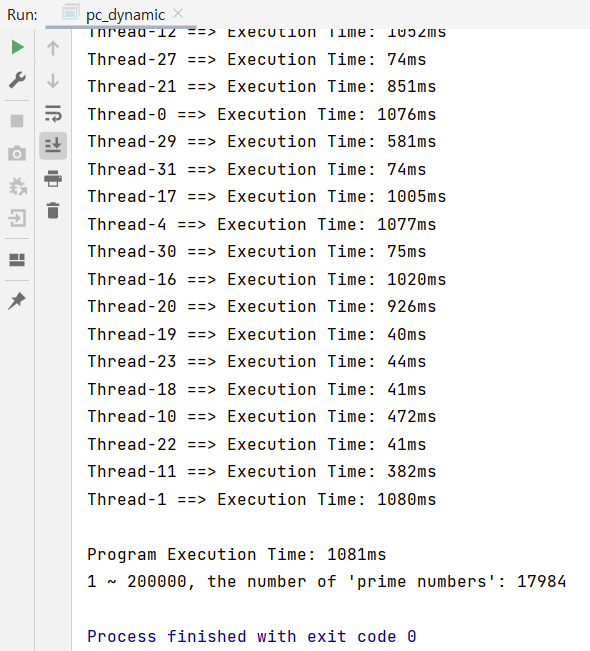 Run: pc_dynamic
Thread-12 ==> Execution Time: 1052ms
Thread-27 ==> Execution Time: 74ms
Thread-21 ==> Execution Time: 851ms
Thread-0 ==> Execution Time: 1076ms
Thread-29 ==> Execution Time: 581ms
Thread-31 ==> Execution Time: 74ms
Thread-17 ==> Execution Time: 1005ms
Thread-4 ==> Execution Time: 1077ms
Thread-30 ==> Execution Time: 75ms
Thread-16 ==> Execution Time: 1020ms
Thread-20 ==> Execution Time: 926ms
Thread-19 ==> Execution Time: 40ms
Thread-23 ==> Execution Time: 44ms
Thread-18 ==> Execution Time: 41ms
Thread-10 ==> Execution Time: 472ms
Thread-22 ==> Execution Time: 41ms
Thread-11 ==> Execution Time: 382ms
Thread-1 ==> Execution Time: 1080ms
Program Execution Time: 1081ms
1 ~ 200000, the number of 'prime numbers': 17984
Process finished with exit code 0